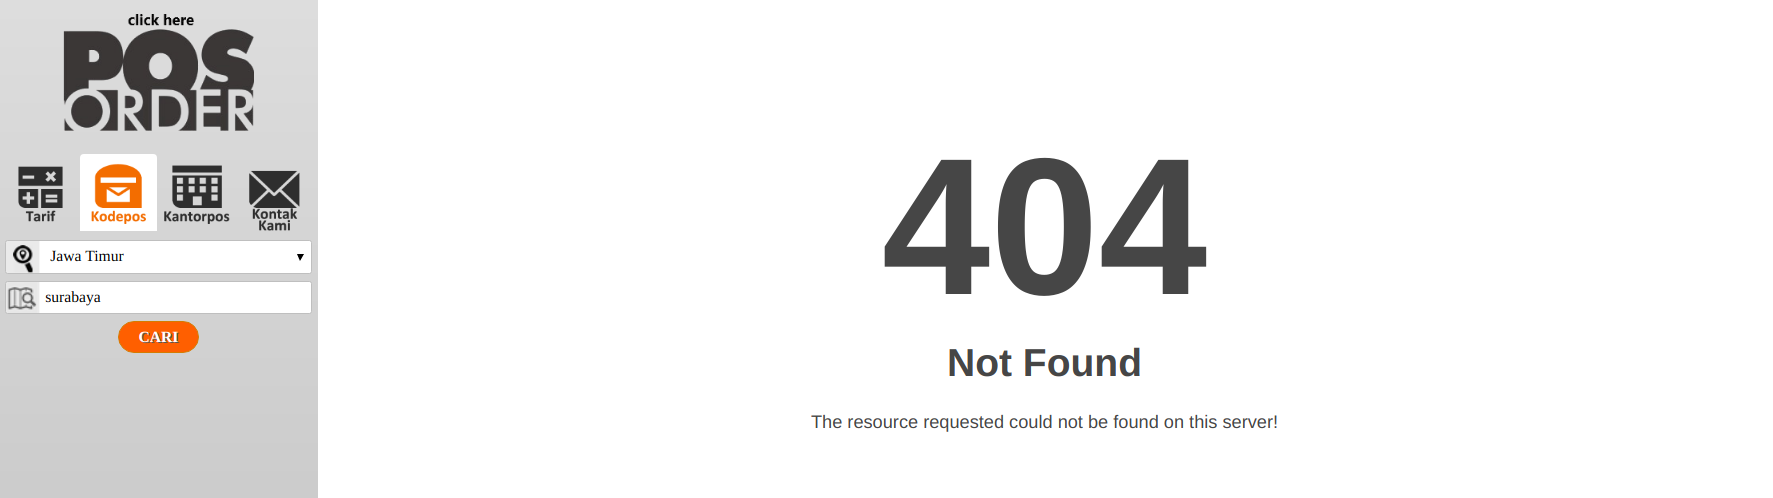 click here
POS
ORDER
Tarif
Kodepos
Kantorpos
Kontak
Kami
Jawa Timur
surabaya
CARI
404
Not Found
The resource requested could not be found on this server!